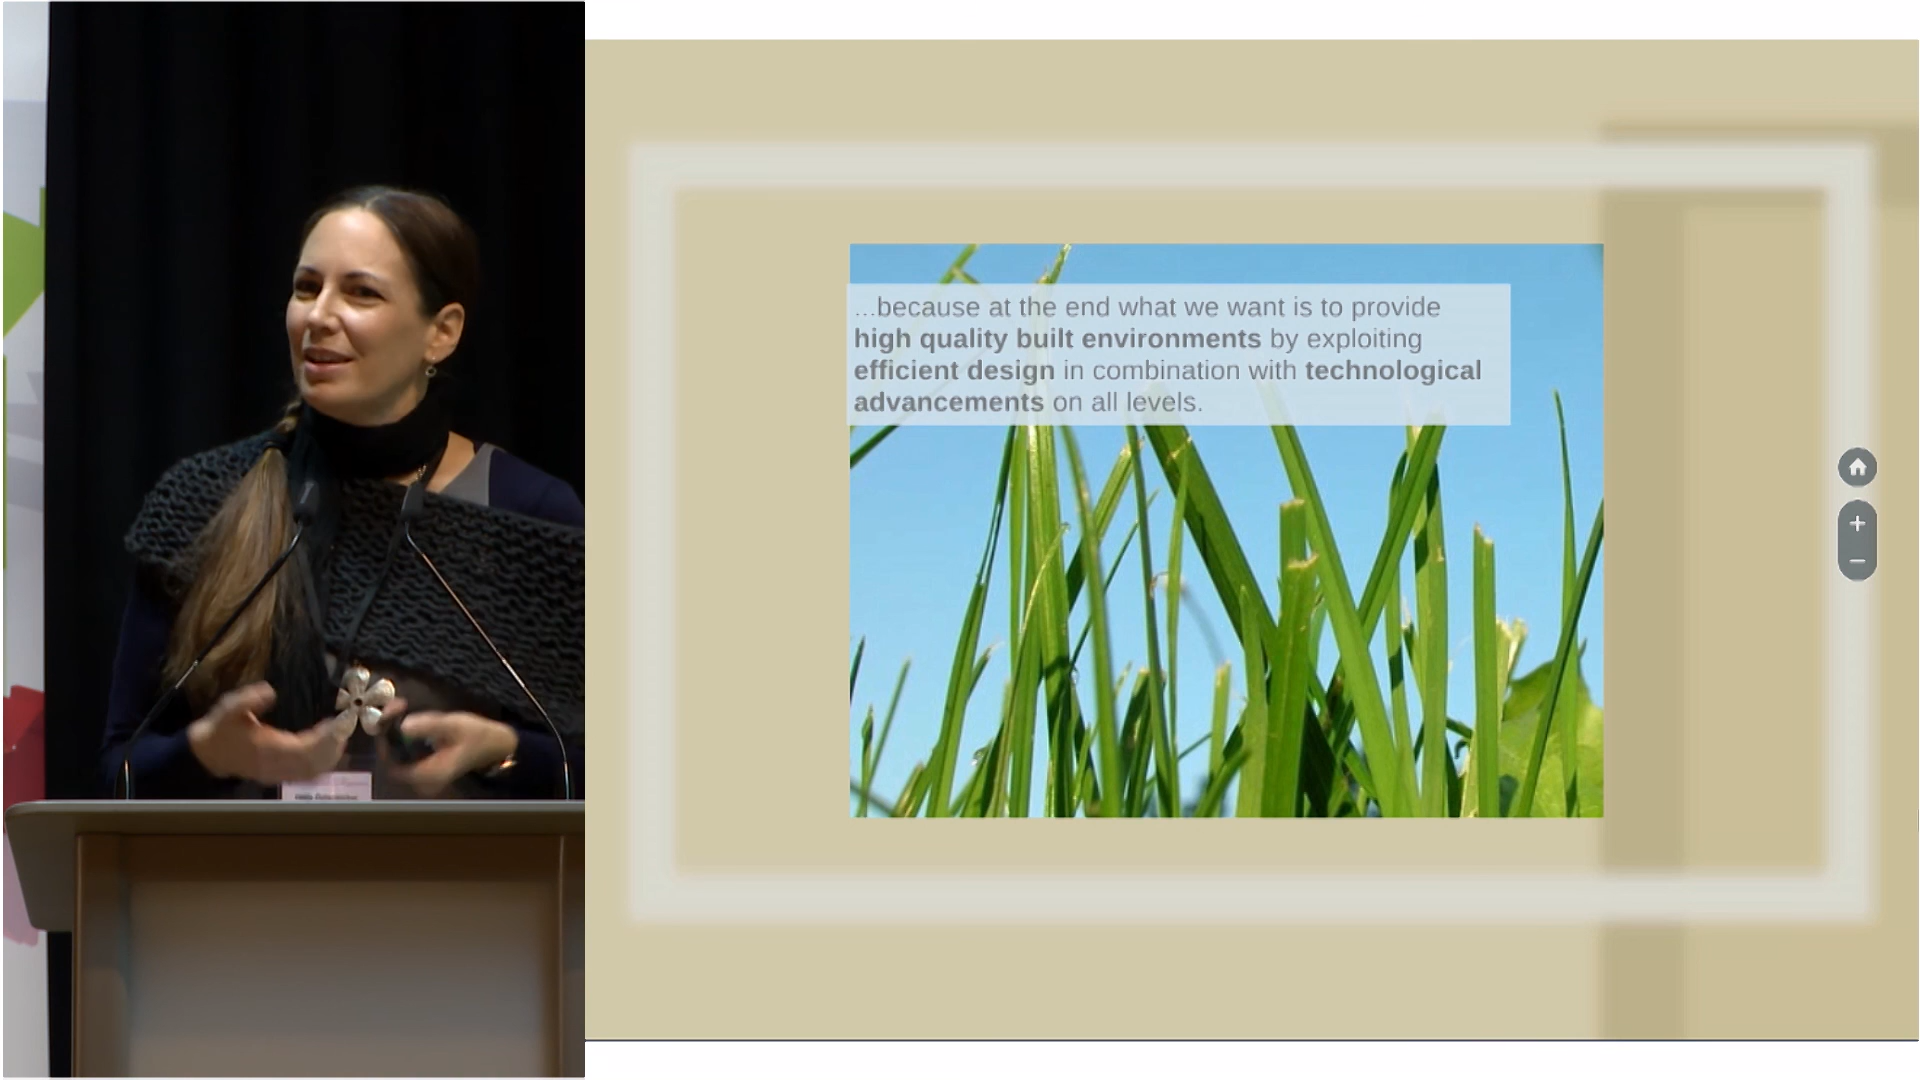 ...because at the end what we want is to provide
high quality built environments by exploiting
efficient design in combination with technological
advancements on all levels.